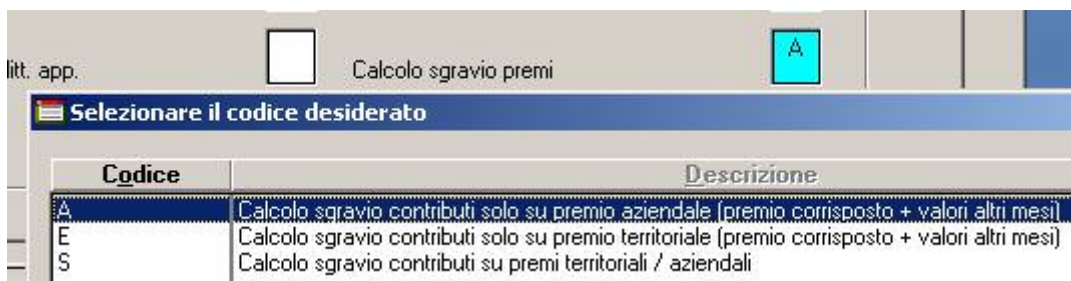 litt. app.
Calcolo sgravio premi
A
Selezionare il codice desiderato
Codice
Descrizione
A
Calcolo sgravio contributi solo su premio aziendale (premio corrisposto + valori altri mesi)
E
Calcolo sgravio contributi solo su premio territoriale (premio corrisposto + valori altri mesi)
S
Calcolo sgravio contributi su premi territoriali / aziendali